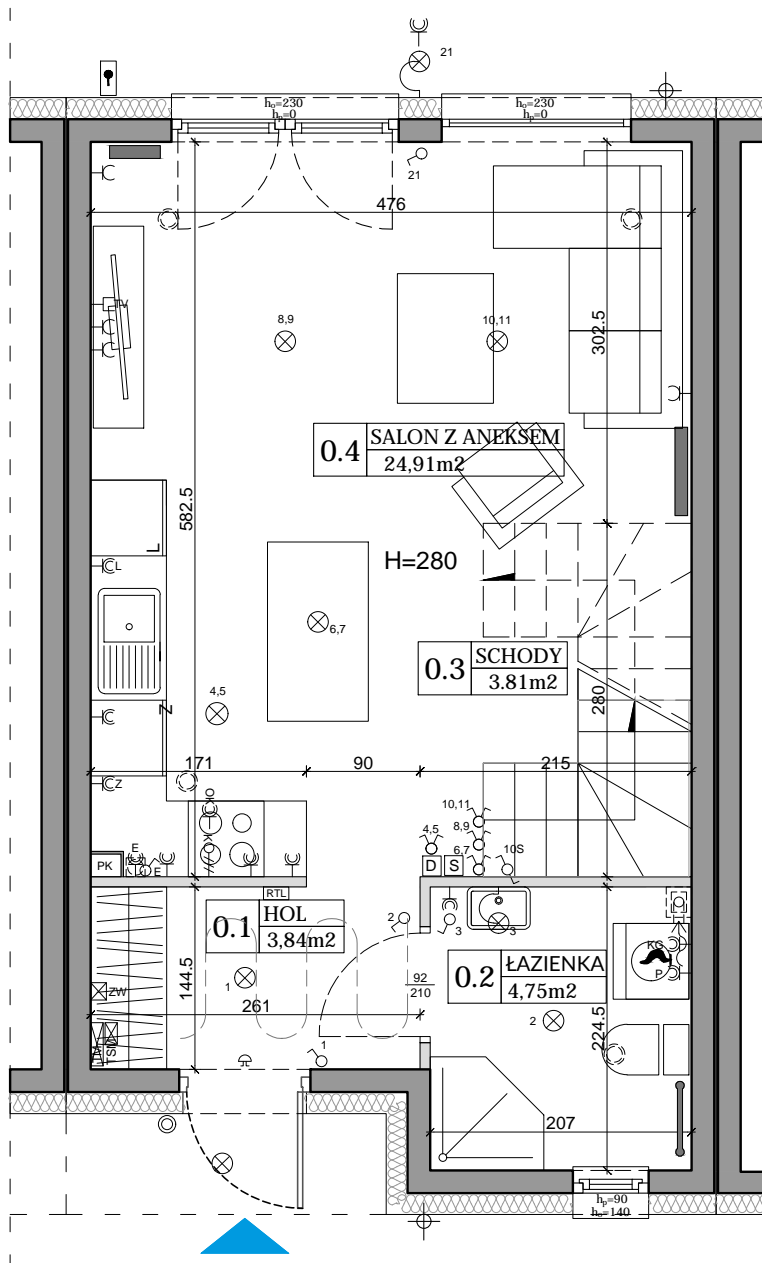 21
hₒ=230
hₚ=0
hₒ=230
hₚ=0
21
476
TV
8,9
10,11
302.5
0.4 SALON Z ANEKSEM
24,91m2
582.5
L
H=280
L
6,7
0.3 SCHODY
3.81m2
280
Z
4,5
171
90
215
Z
10,11
8,9
4,5
6,7
10S
D
S
PK
E
E
RTL
0.1 HOL
3,84m2
2
3
3
KG
P
144.5
92
210
0.2 ŁAZIENKA
4,75m2
ZW
1
261
2
224.5
TM
TSM
1
207
hₚ=90
hₒ=140